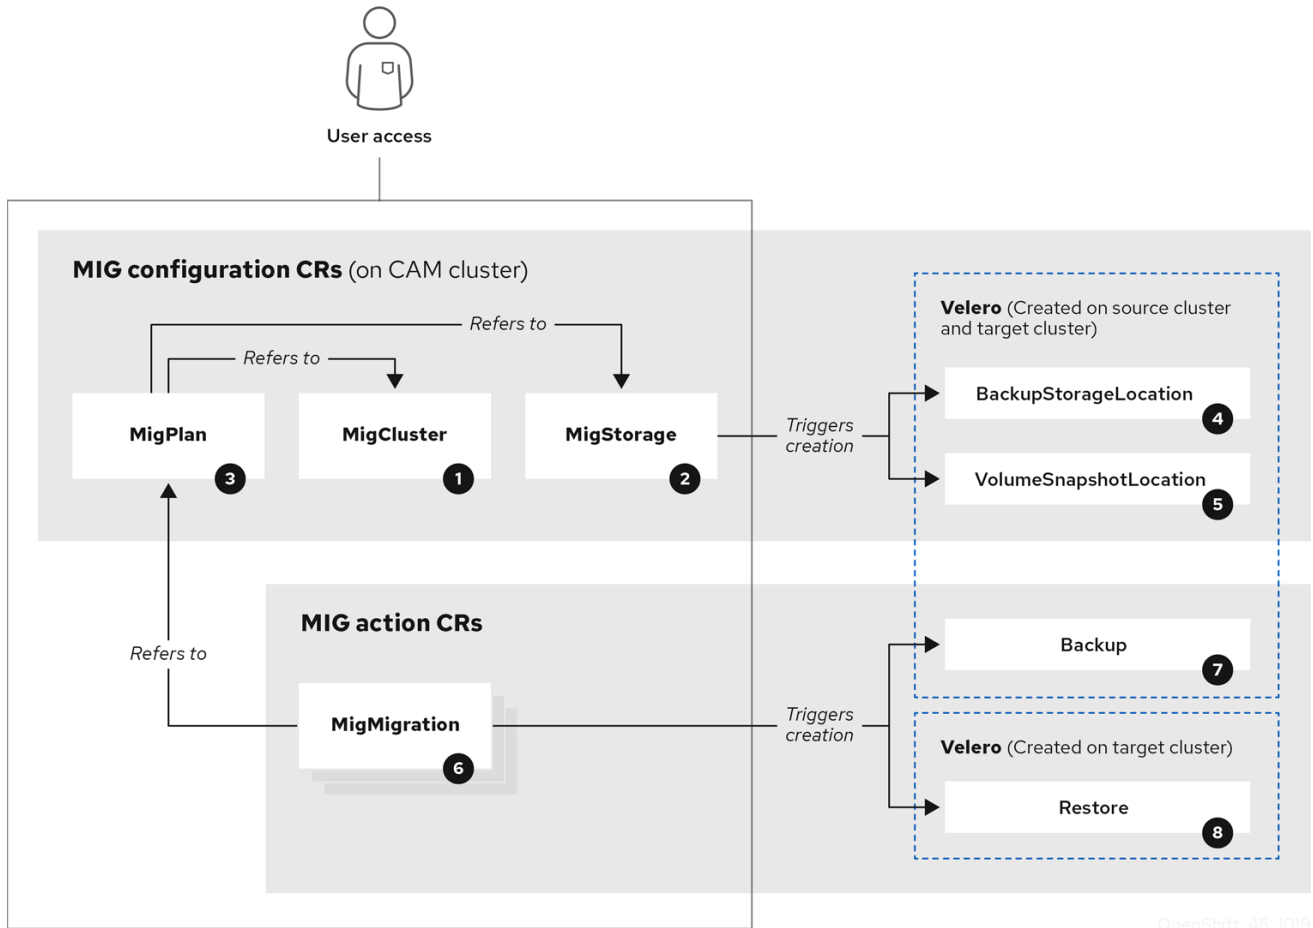 User access
MIG configuration CRs (on CAM cluster)
Refers to
Refers to
MigPlan
3
MigCluster
1
MigStorage
2
Triggers
creation
Velero (Created on source cluster
and target cluster)
BackupStorageLocation
4
VolumeSnapshotLocation
5
MIG action CRs
Refers to
MigMigration
6
Triggers
creation
Backup
7
Velero (Created on target cluster)
Restore
8
OpenShift_45_1019